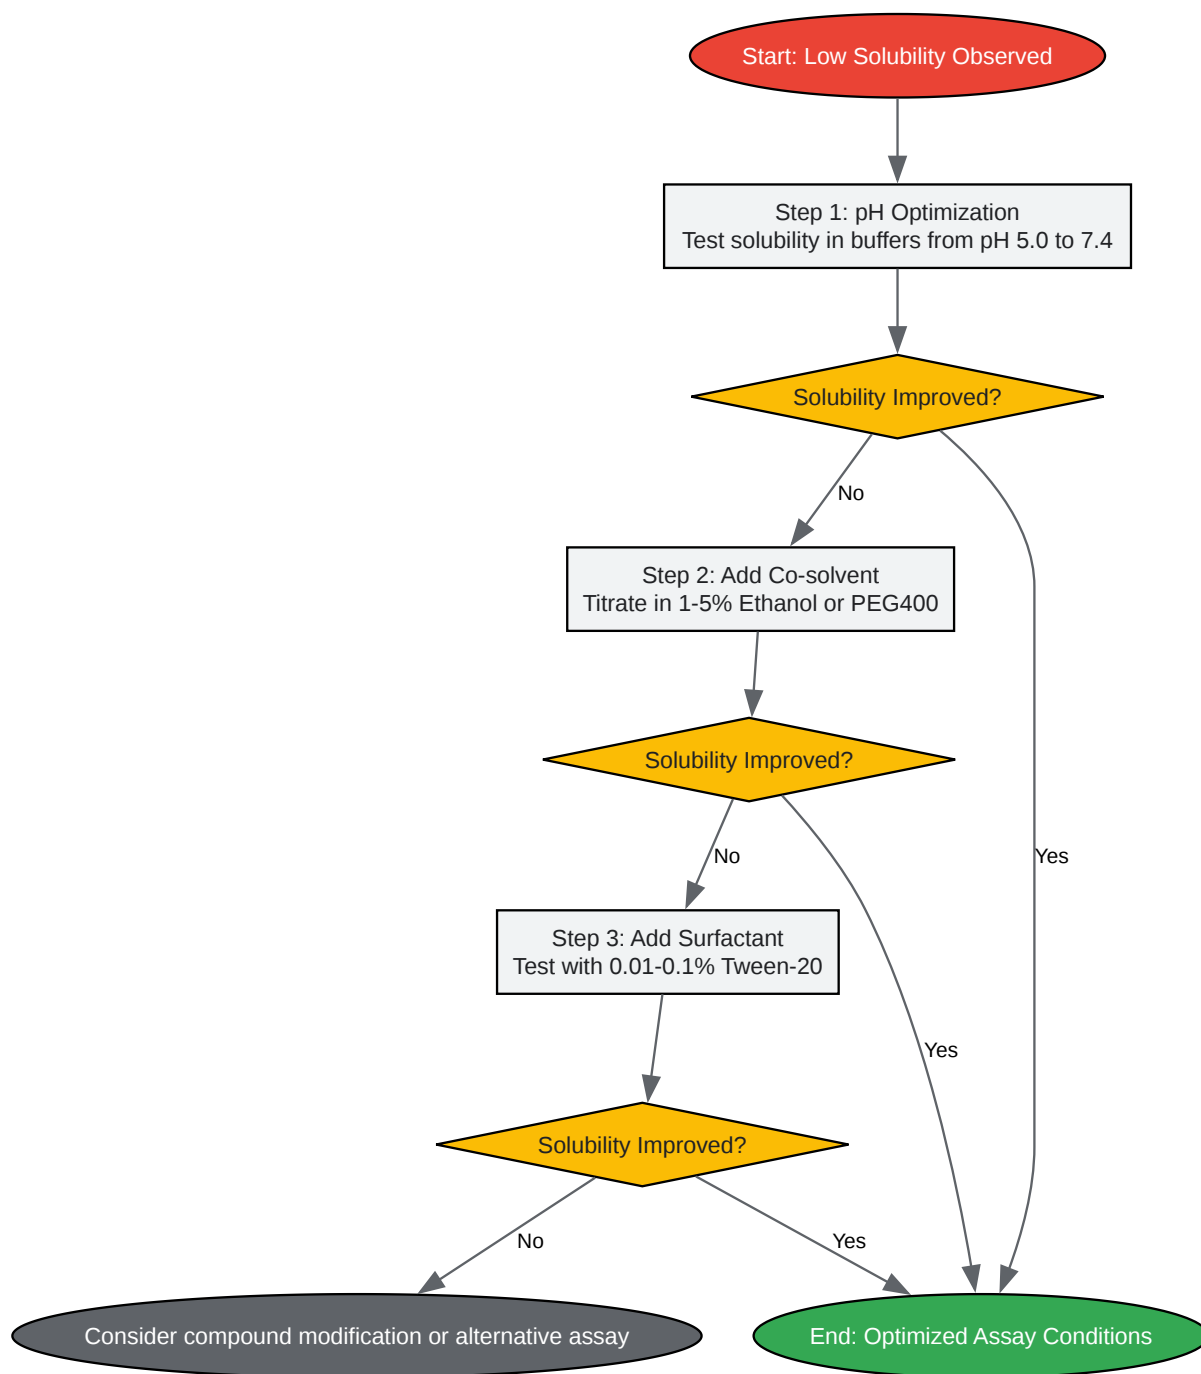 Start: Low Solubility Observed
Step 1: pH Optimization
Test solubility in buffers from pH 5.0 to 7.4
Solubility Improved?
No
Step 2: Add Co-solvent
Titrate in 1-5% Ethanol or PEG400
Solubility Improved?
No
Yes
Step 3: Add Surfactant
Test with 0.01-0.1% Tween-20
Yes
Solubility Improved?
No
Yes
Consider compound modification or alternative assay
End: Optimized Assay Conditions